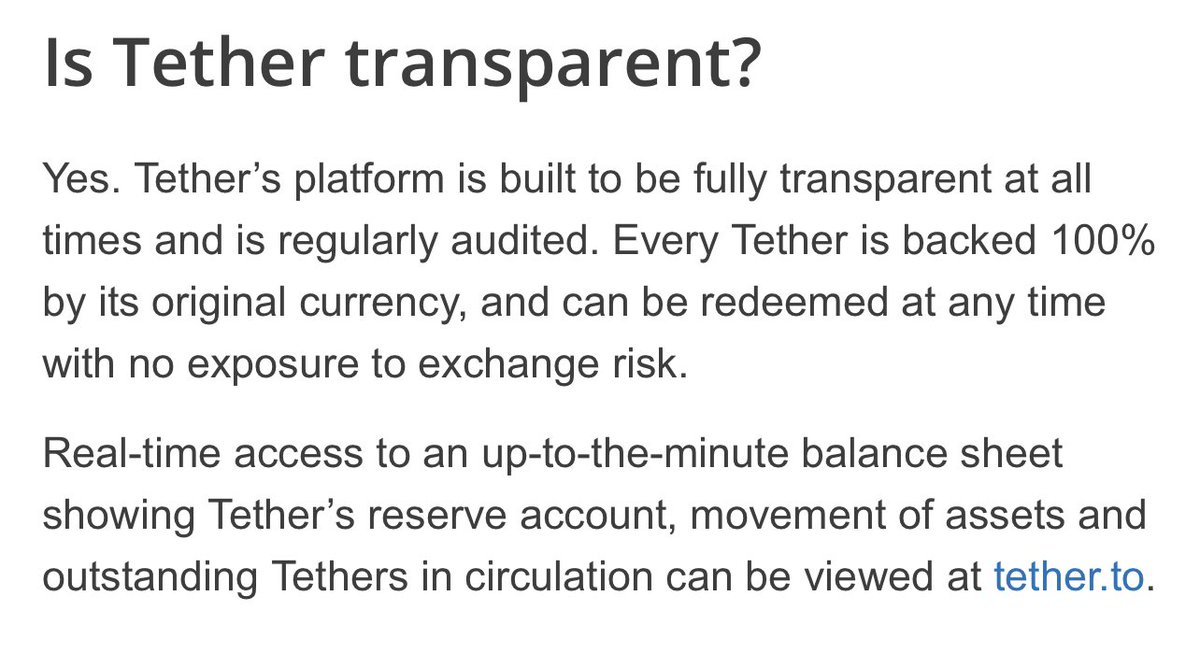 Is Tether transparent?
Yes. Tether’s platform is built to be fully transparent at all
times and is regularly audited. Every Tether is backed 100%
by its original currency, and can be redeemed at any time
with no exposure to exchange risk.
Real-time access to an up-to-the-minute balance sheet
showing Tether’s reserve account, movement of assets and
outstanding Tethers in circulation can be viewed at tether.to.